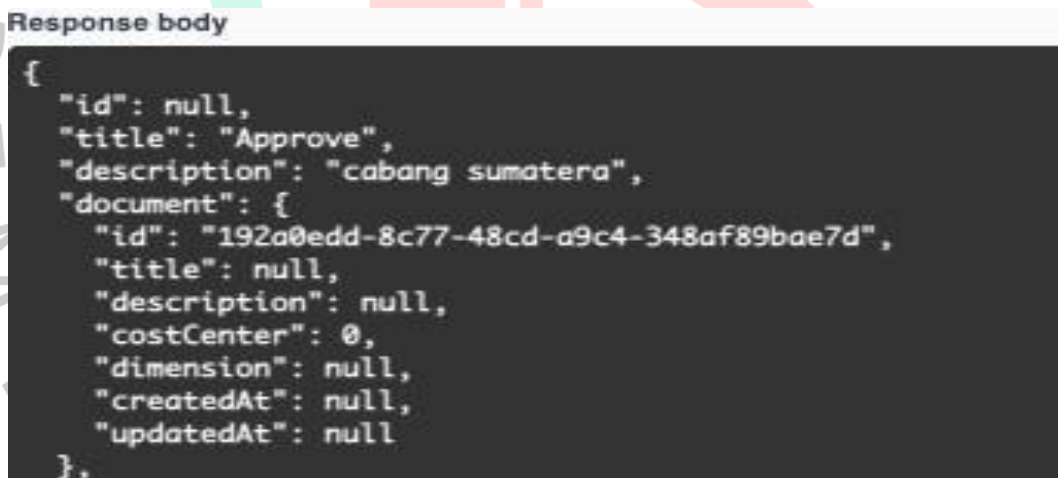 Response body
{
  "id": null,
  "title": "Approve",
  "description": "cabang sumatera",
  "document": {
    "id": "192a0edd-8c77-48cd-a9c4-348af89bae7d",
    "title": null,
    "description": null,
    "costCenter": 0,
    "dimension": null,
    "createdAt": null,
    "updatedAt": null
  },